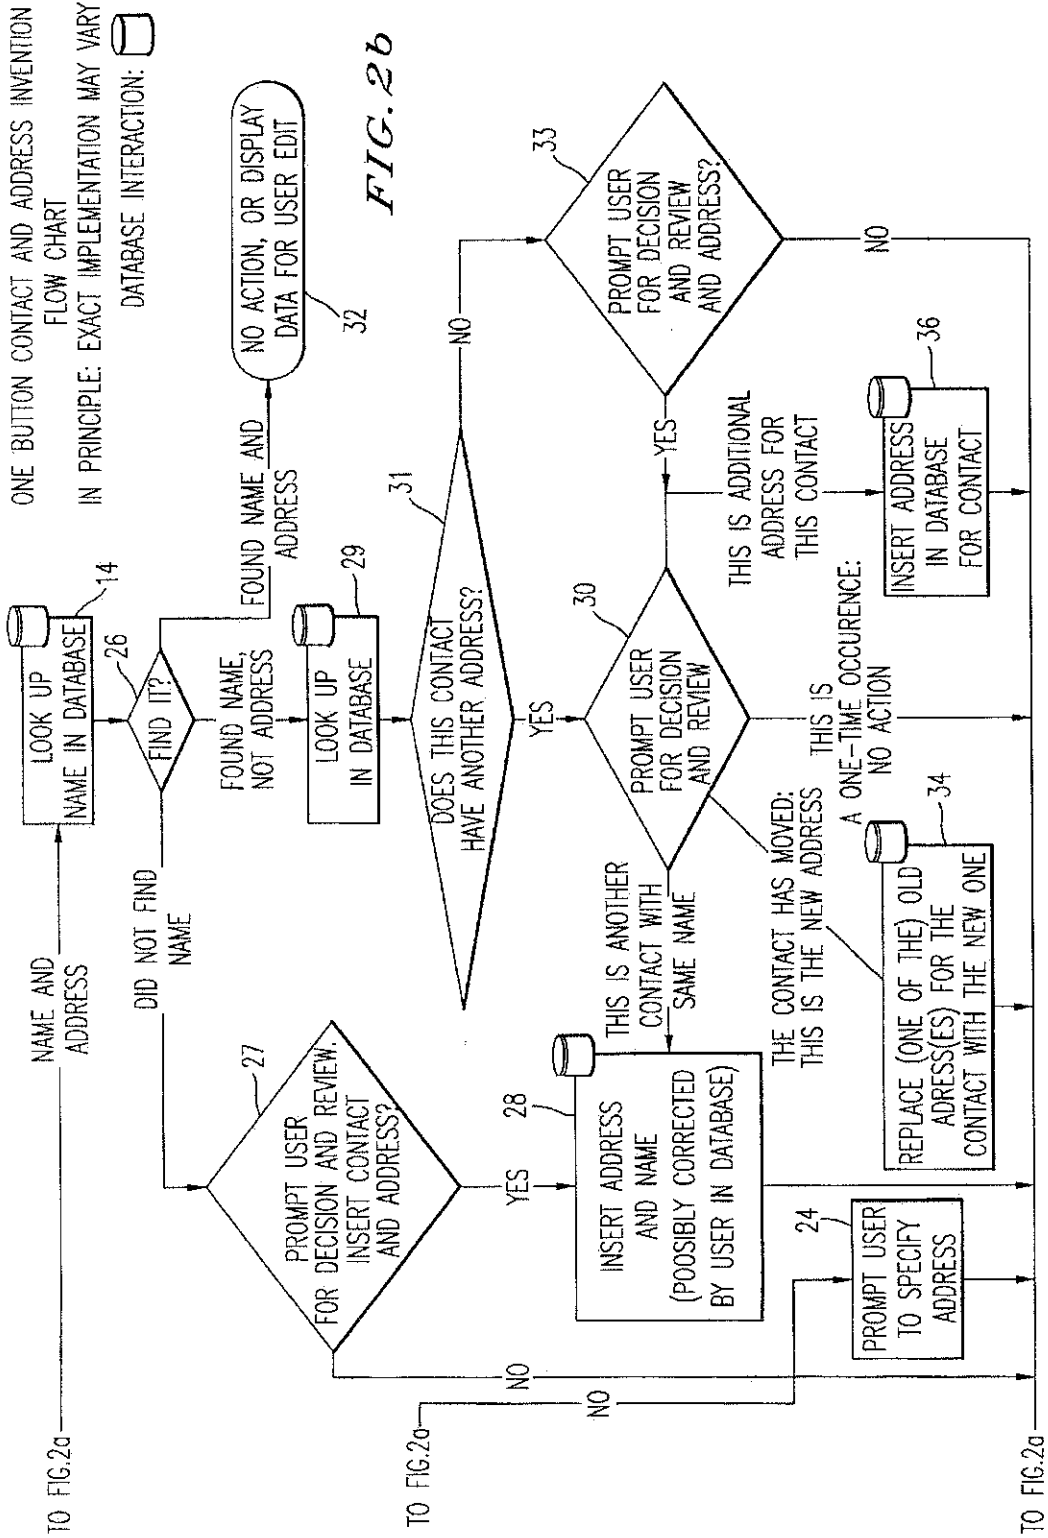 ONE BUTTON CONTACT AND ADDRESS INVENTION
FLOW CHART
IN PRINCIPLE: EXACT IMPLEMENTATION MAY VARY
DATABASE INTERACTION:
FIG. 2b
TO FIG.2a
NAME AND
ADDRESS
LOOK UP
NAME IN DATABASE
14
FIND IT?
26
DID NOT FIND
NAME
FOUND NAME,
NOT ADDRESS
FOUND NAME AND
ADDRESS
NO ACTION, OR DISPLAY
DATA FOR USER EDIT
32
PROMPT USER
FOR DECISION AND REVIEW,
INSERT CONTACT
AND ADDRESS?
27
LOOK UP
IN DATABASE
29
DOES THIS CONTACT
HAVE ANOTHER ADDRESS?
31
NO
YES
YES
NO
TO FIG.2a
NO
INSERT ADDRESS
AND NAME
(POOSIBLY CORRECTED
BY USER IN DATABASE)
28
THIS IS ANOTHER
CONTACT WITH
SAME NAME
PROMPT USER
FOR DECISION
AND REVIEW
30
YES
PROMPT USER
FOR DECISION
AND REVIEW
AND ADDRESS?
33
NO
THE CONTACT HAS MOVED:
THIS IS THE NEW ADDRESS
THIS IS
A ONE-TIME OCCURENCE:
NO ACTION
THIS IS ADDITIONAL
ADDRESS FOR
THIS CONTACT
PROMPT USER
TO SPECIFY
ADDRESS
24
REPLACE (ONE OF THE) OLD
ADRESS(ES) FOR THE
CONTACT WITH THE NEW ONE
34
INSERT ADDRESS
IN DATABASE
FOR CONTACT
36
TO FIG.2a